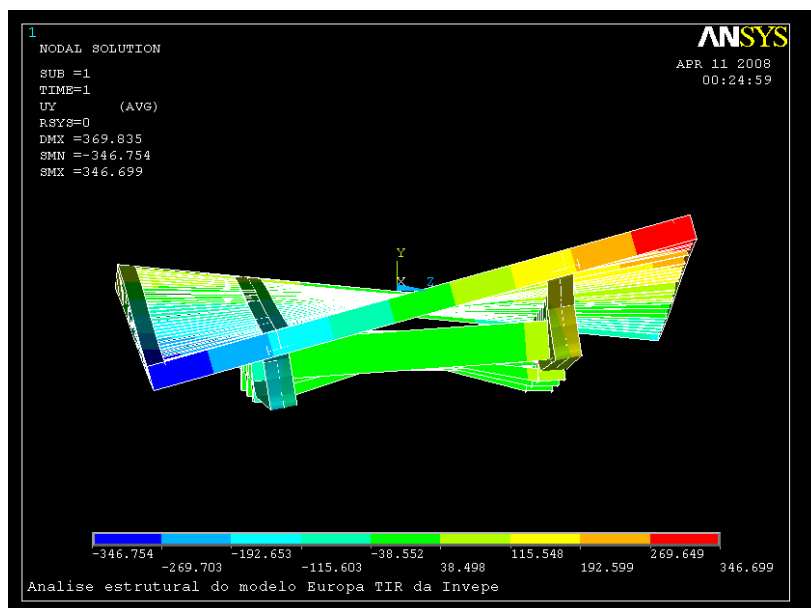 1
NODAL SOLUTION
SUB =1
TIME=1
UY (AVG)
RSYS=0
DMX =369.835
SMN =-346.754
SMX =346.699
ANSYS
APR 11 2008
00:24:59
Y
X Z
-346.754 -192.653 -38.552 115.548 269.649
-269.703 -115.603 38.498 192.599 346.699
Analise estrutural do modelo Europa TIR da Invepe